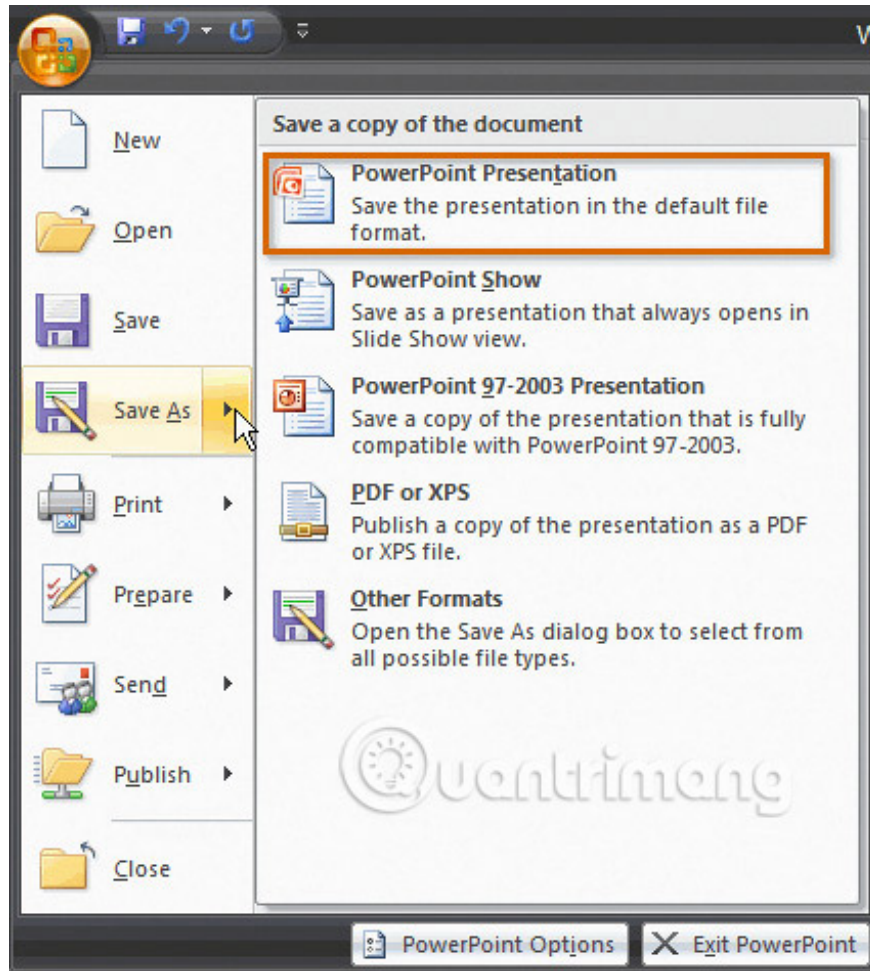 W
New
Open
Save
Save As
Print
Prepare
Send
Publish
Close
Save a copy of the document
PowerPoint Presentation
Save the presentation in the default file
format.
PowerPoint Show
Save as a presentation that always opens in
Slide Show view.
PowerPoint 97-2003 Presentation
Save a copy of the presentation that is fully
compatible with PowerPoint 97-2003.
PDF or XPS
Publish a copy of the presentation as a PDF
or XPS file.
Other Formats
Open the Save As dialog box to select from
all possible file types.
Quantrimang
PowerPoint Options
Exit PowerPoint